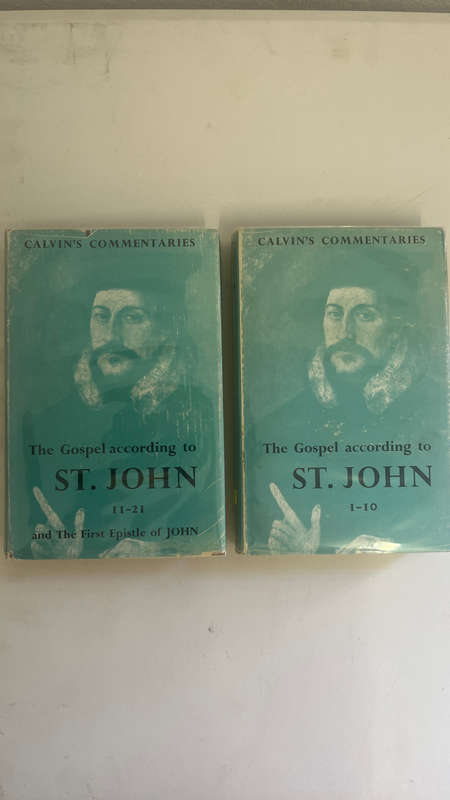 CALVIN'S COMMENTARIES
The Gospel according to
ST. JOHN
11-21
and The First Epistle of JOHN
CALVIN'S COMMENTARIES
The Gospel according to
ST. JOHN
1-10